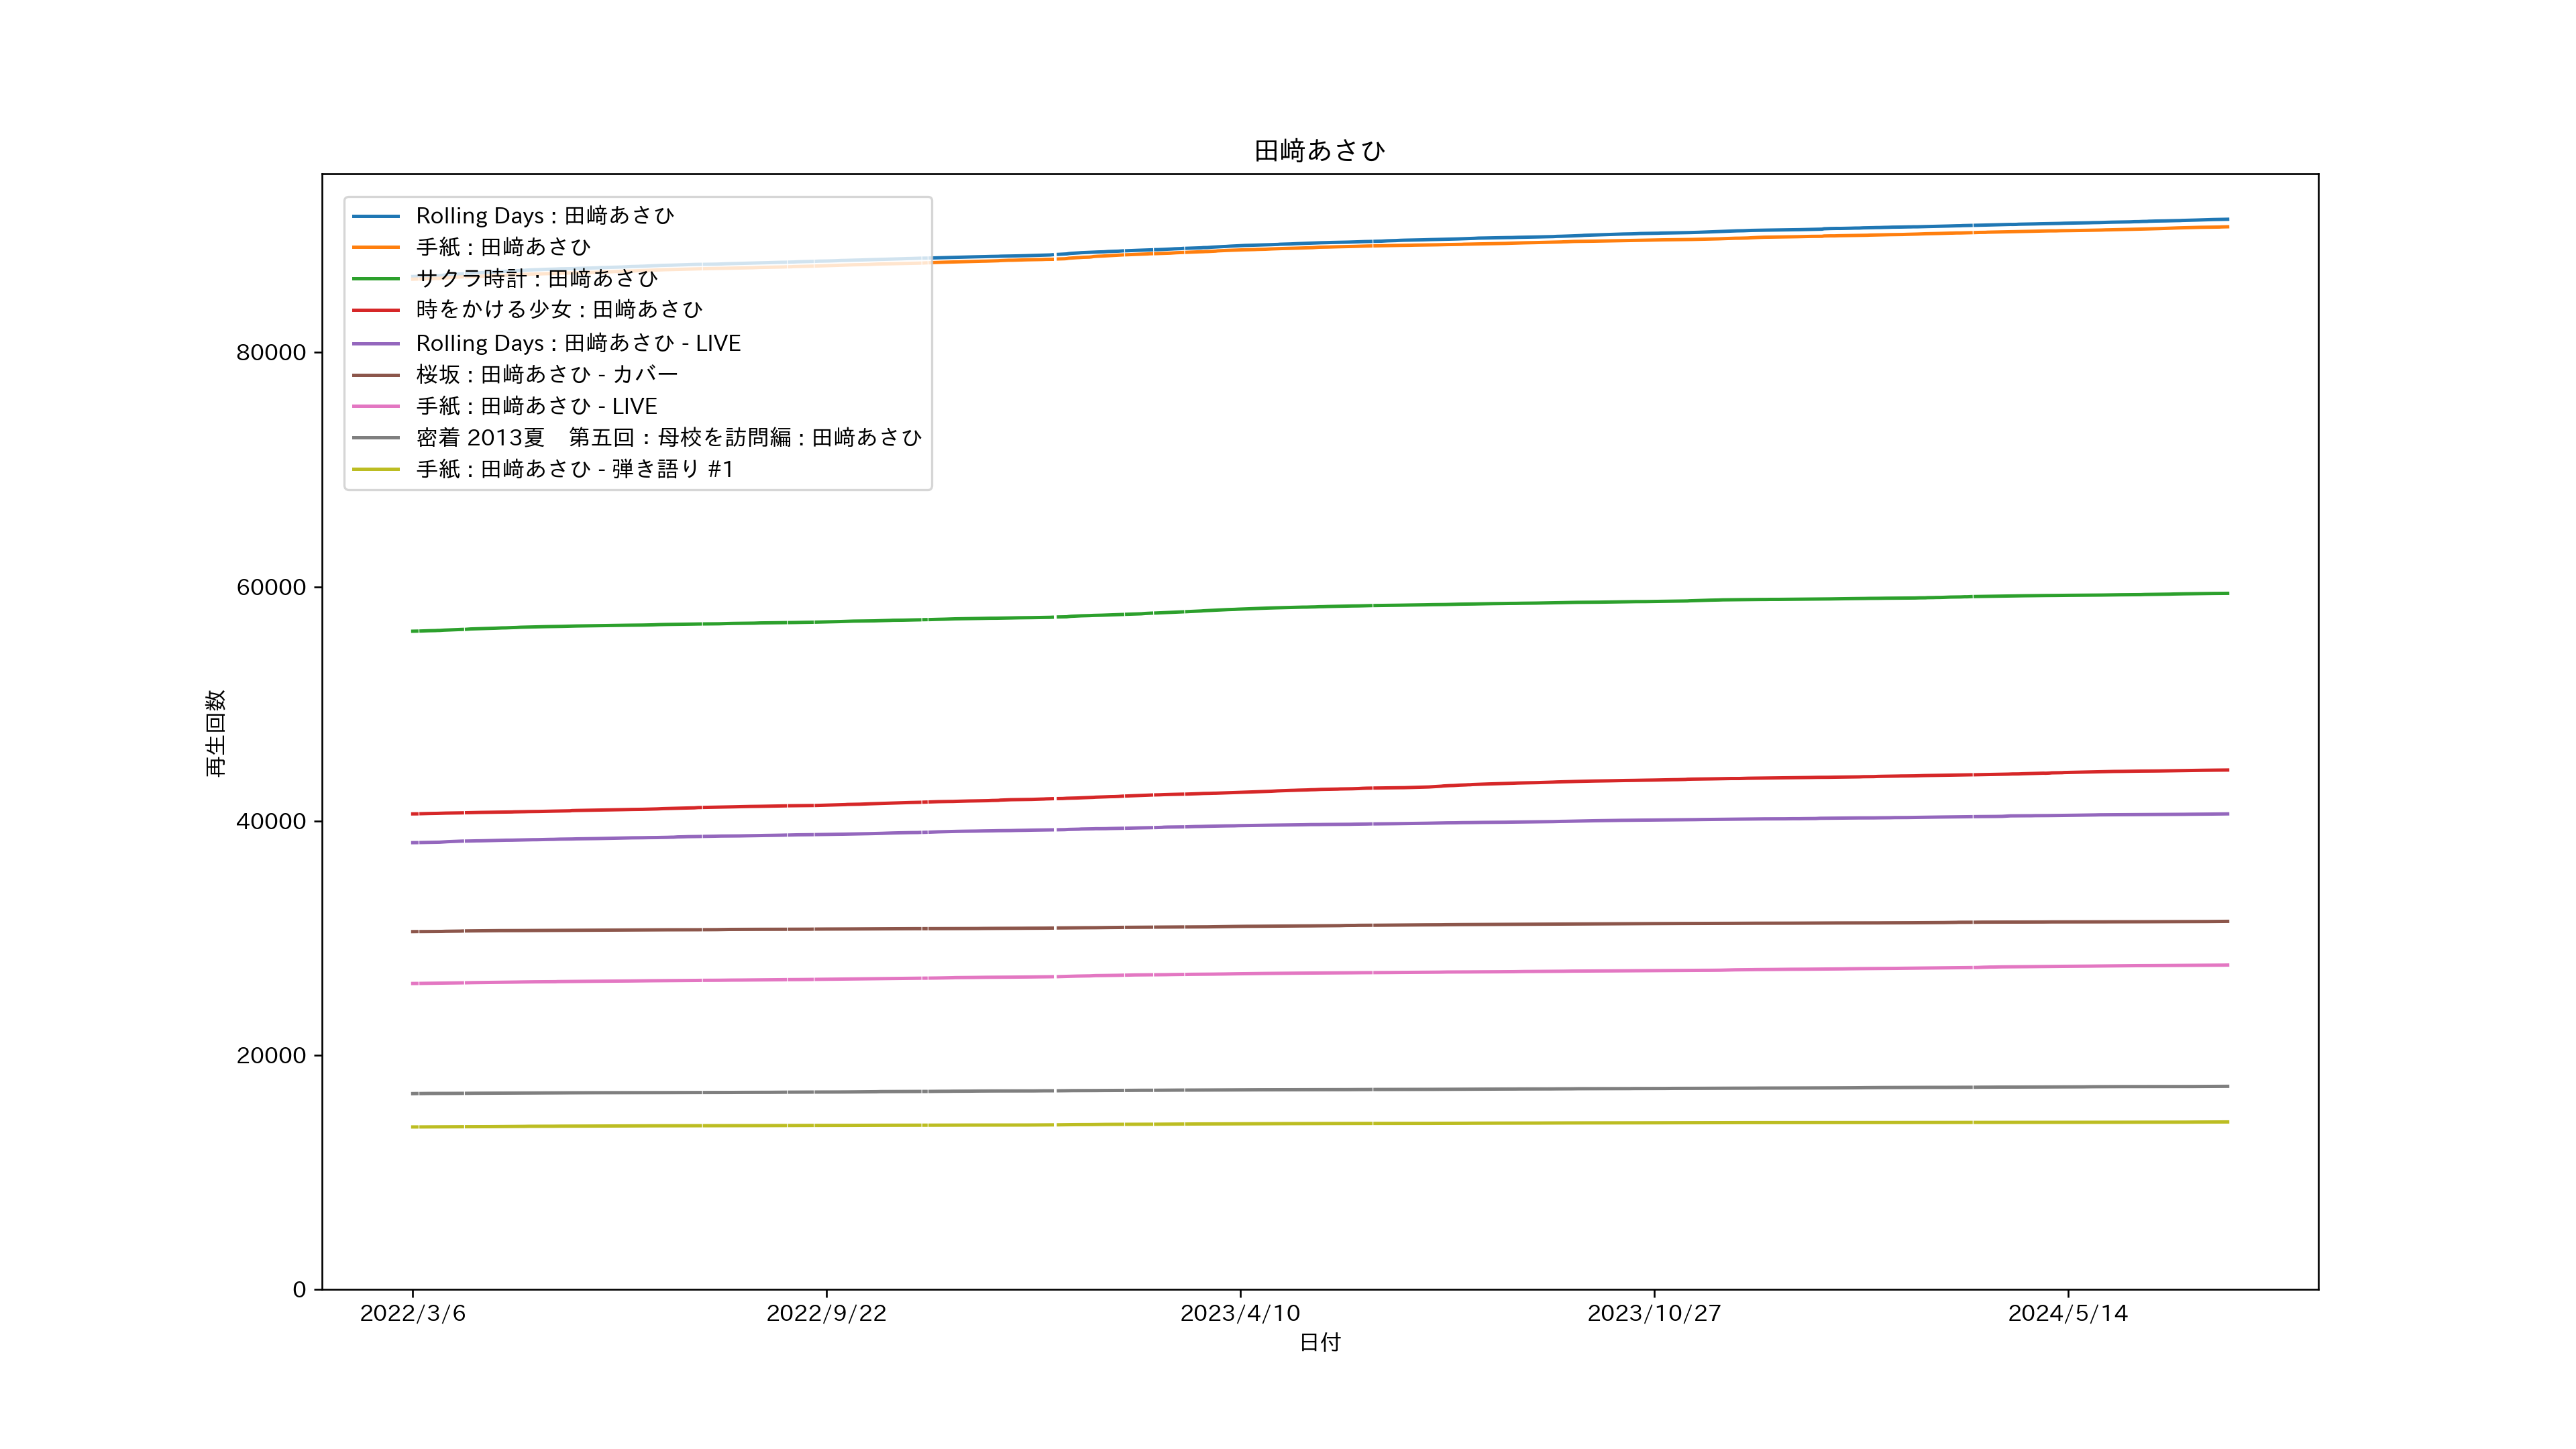 田﨑あさひ
Rolling Days : 田﨑あさひ
手紙 : 田﨑あさひ
サクラ時計 : 田﨑あさひ
時をかける少女 : 田﨑あさひ
Rolling Days : 田﨑あさひ - LIVE
桜坂 : 田﨑あさひ - カバー
手紙 : 田﨑あさひ - LIVE
密着 2013夏　第五回：母校を訪問編 : 田﨑あさひ
手紙 : 田﨑あさひ - 弾き語り #1
80000
60000
40000
20000
0
再生回数
2022/3/6
2022/9/22
2023/4/10
2023/10/27
2024/5/14
日付